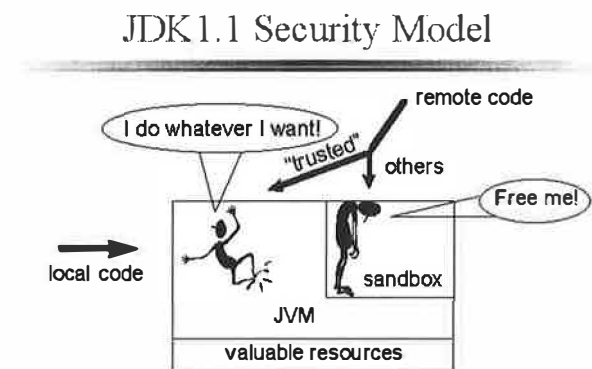 JDK1.1 Security Model
remote code
I do whatever I want!
"trusted"
others
Free me!
local code
sandbox
JVM
valuable resources